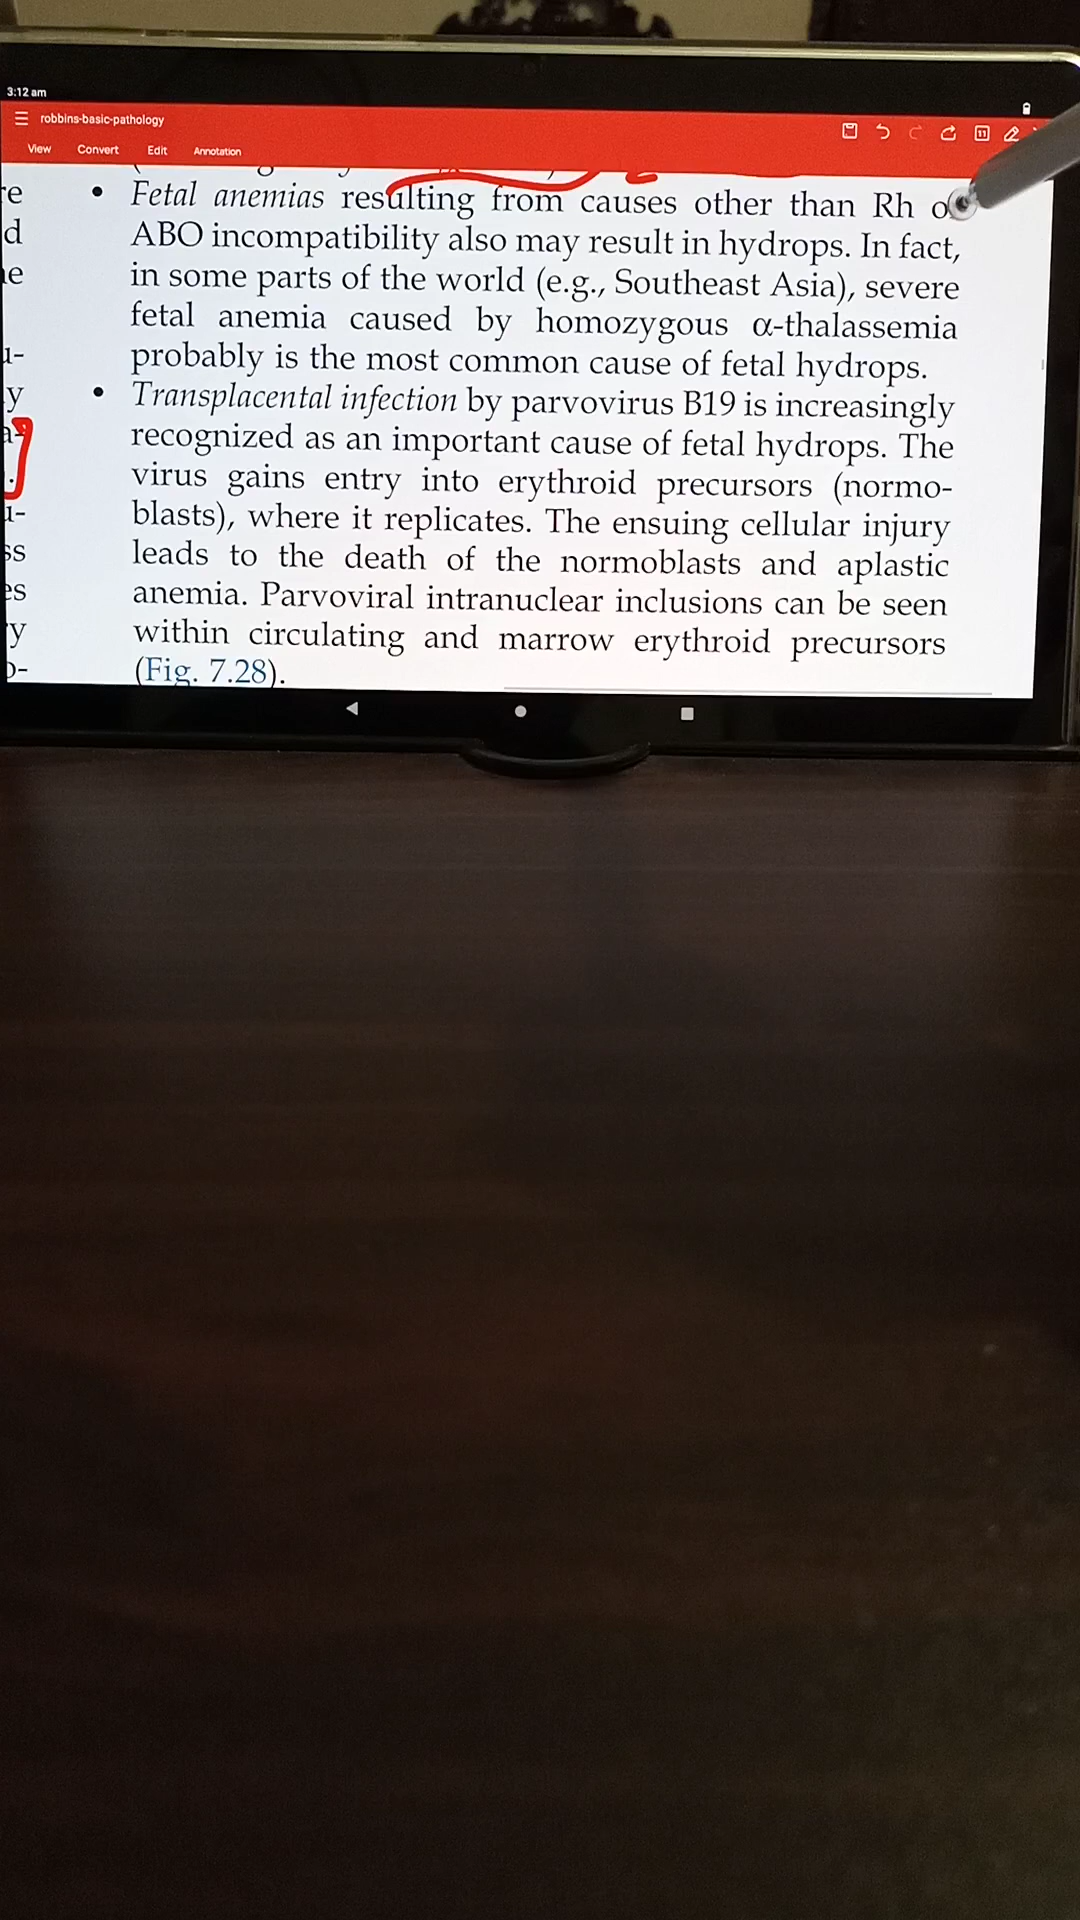 3:12 am
robbins-basic-pathology
View Convert Edit Annotation
• Fetal anemias resulting from causes other than Rh
ABO incompatibility also may result in hydrops. In fact,
in some parts of the world (e.g., Southeast Asia), severe
fetal anemia caused by homozygous α-thalassemia
probably is the most common cause of fetal hydrops.
• Transplacental infection by parvovirus B19 is increasingly
recognized as an important cause of fetal hydrops. The
virus gains entry into erythroid precursors (normo-
blasts), where it replicates. The ensuing cellular injury
leads to the death of the normoblasts and aplastic
anemia. Parvoviral intranuclear inclusions can be seen
within circulating and marrow erythroid precursors
(Fig. 7.28).